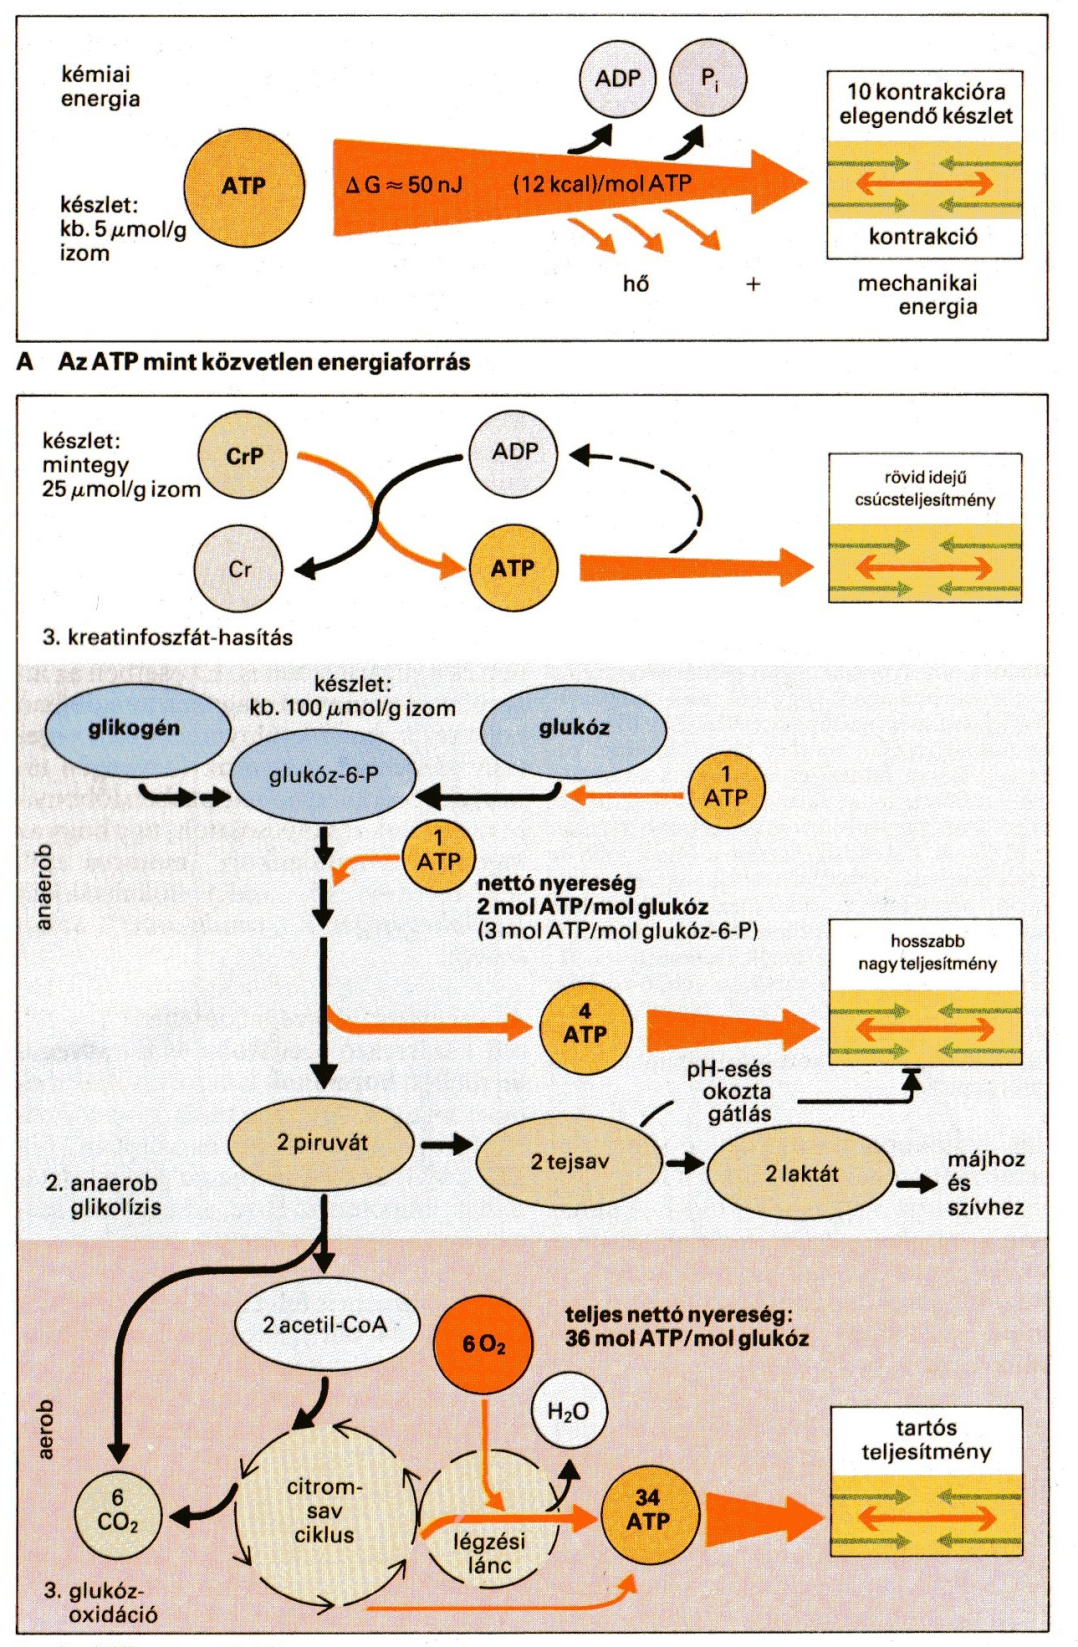 kémiai
energia
ADP
Pi
ATP
ΔG ≈ 50 nJ (12 kcal)/mol ATP
készlet:
kb. 5 μmol/g
izom
10 kontrakcióra
elegendő készlet
kontrakció
hő + mechanikai
energia
A Az ATP mint közvetlen energiaforrás
készlet:
mintegy
25 μmol/g izom
CrP
ADP
Cr
ATP
rövid idejű
csúcsteljesítmény
3. kreatinfoszfát-hasítás
glikogén
készlet:
kb. 100 μmol/g izom
glukóz
glukóz-6-P
1
ATP
1
ATP
anaerob
nettó nyereség
2 mol ATP/mol glukóz
(3 mol ATP/mol glukóz-6-P)
4
ATP
hosszabb
nagy teljesítmény
pH-esés
okozta
gátlás
2 piruvát
2 tejsav
2 laktát
májhoz
és
szívhez
2. anaerob
glikolízis
2 acetil-CoA
6 O2
teljes nettó nyereség:
36 mol ATP/mol glukóz
H2O
aerob
6
CO2
citrom-
sav
ciklus
légzési
lánc
34
ATP
tartós
teljesítmény
3. glukóz-
oxidáció